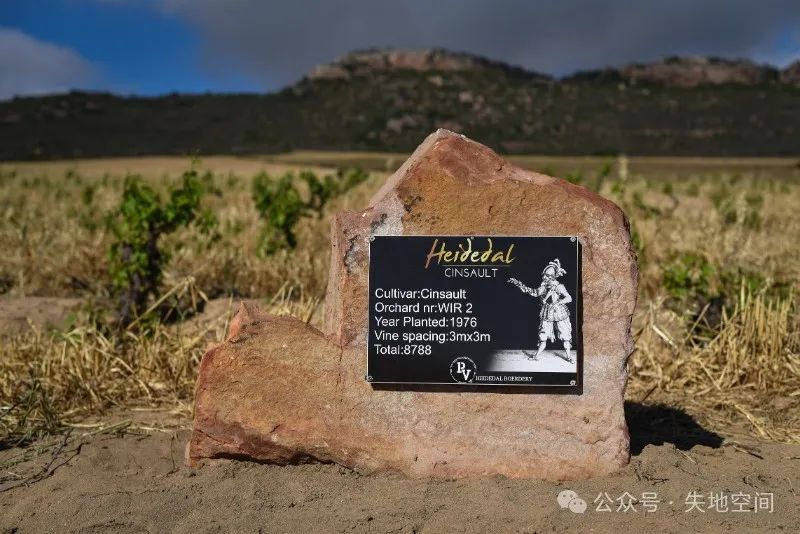 Heidedal
CINSAULT
Cultivar:Cinsault
Orchard nr:WIR 2
Year Planted:1976
Vine spacing:3mx3m
Total:8788
PV
HEIDEDAL BOERDERY
公众号 · 失地空间